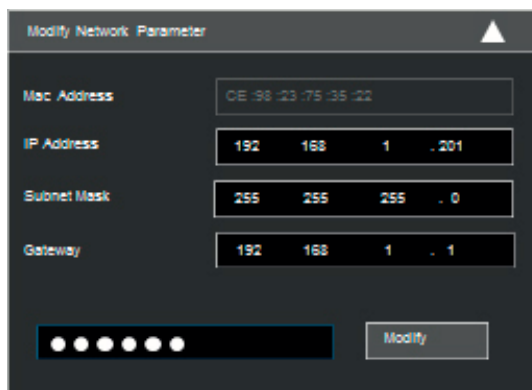 Modify Network Parameter
Mac Address CE :98 :23 :75 :35 :22
IP Address 192 168 1 . 201
Subnet Mask 255 255 255 . 0
Gateway 192 168 1 . 1
●●●●●● Modify